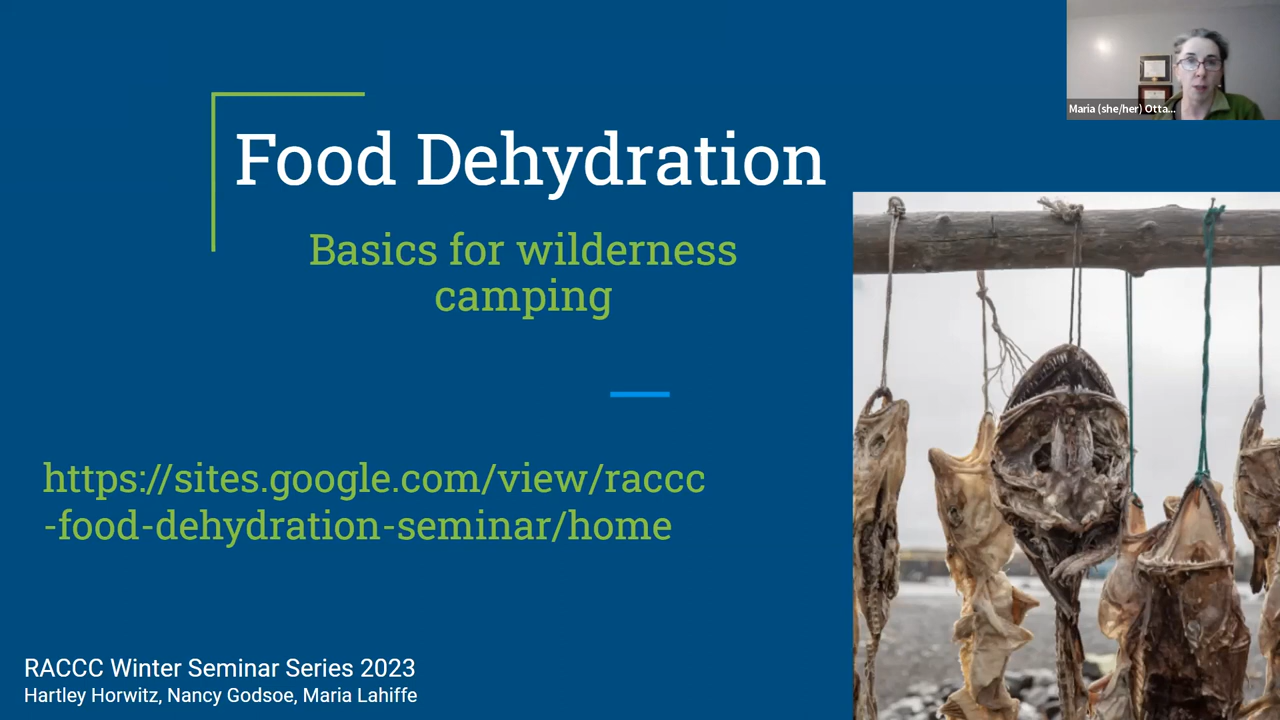 Food Dehydration
Basics for wilderness
camping
https://sites.google.com/view/raccc
-food-dehydration-seminar/home
RACCC Winter Seminar Series 2023
Hartley Horwitz, Nancy Godsoe, Maria Lahiffe
Maria (she/her) Otta...